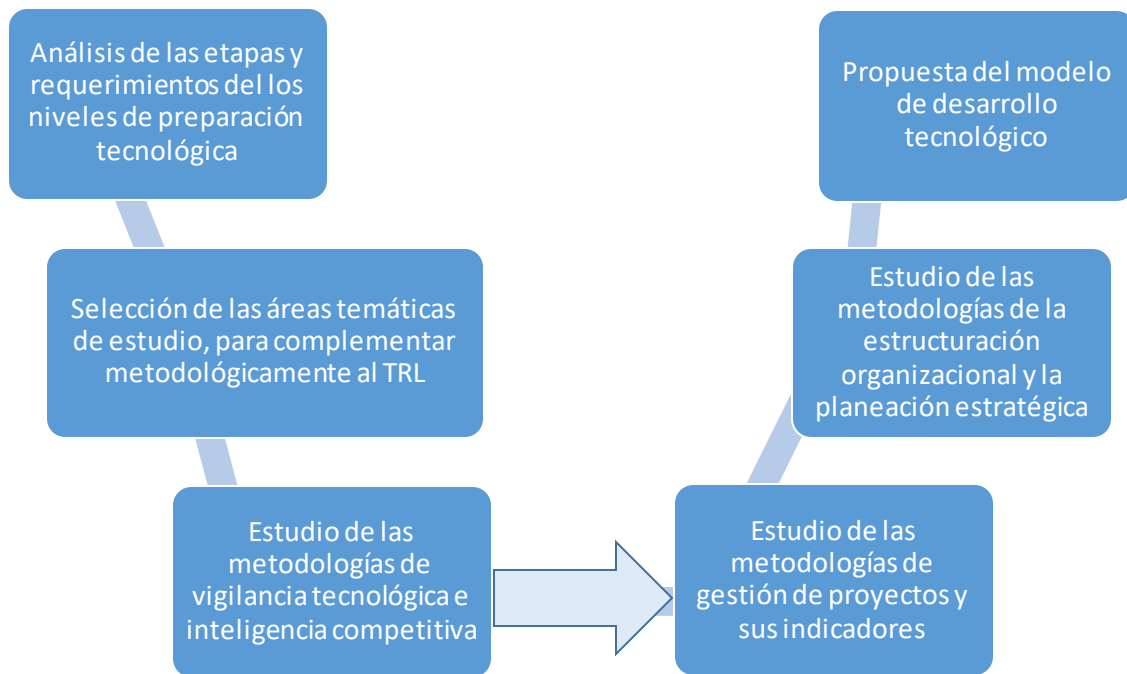 Análisis de las etapas y
requerimientos del los
niveles de preparación
tecnológica
Selección de las áreas temáticas
de estudio, para complementar
metodológicamente al TRL
Estudio de las
metodologías de
vigilancia tecnológica e
inteligencia competitiva
Estudio de las
metodologías de
gestión de proyectos y
sus indicadores
Estudio de las
metodologías de la
estructuración
organizacional y la
planeación estratégica
Propuesta del modelo
de desarrollo
tecnológico